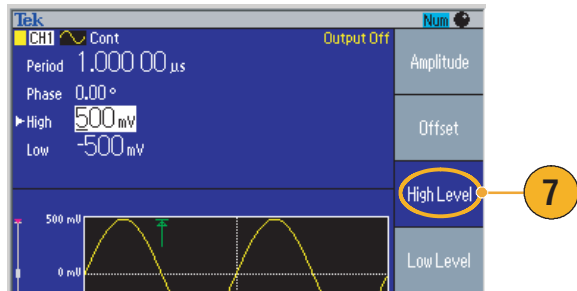 Tek
Num
CH1 Cont
Output Off
Period 1.000 00 µs
Phase 0.00 °
High 500 mV
Low -500 mV
500 mV
0 mV
Amplitude
Offset
High Level
Low Level
7